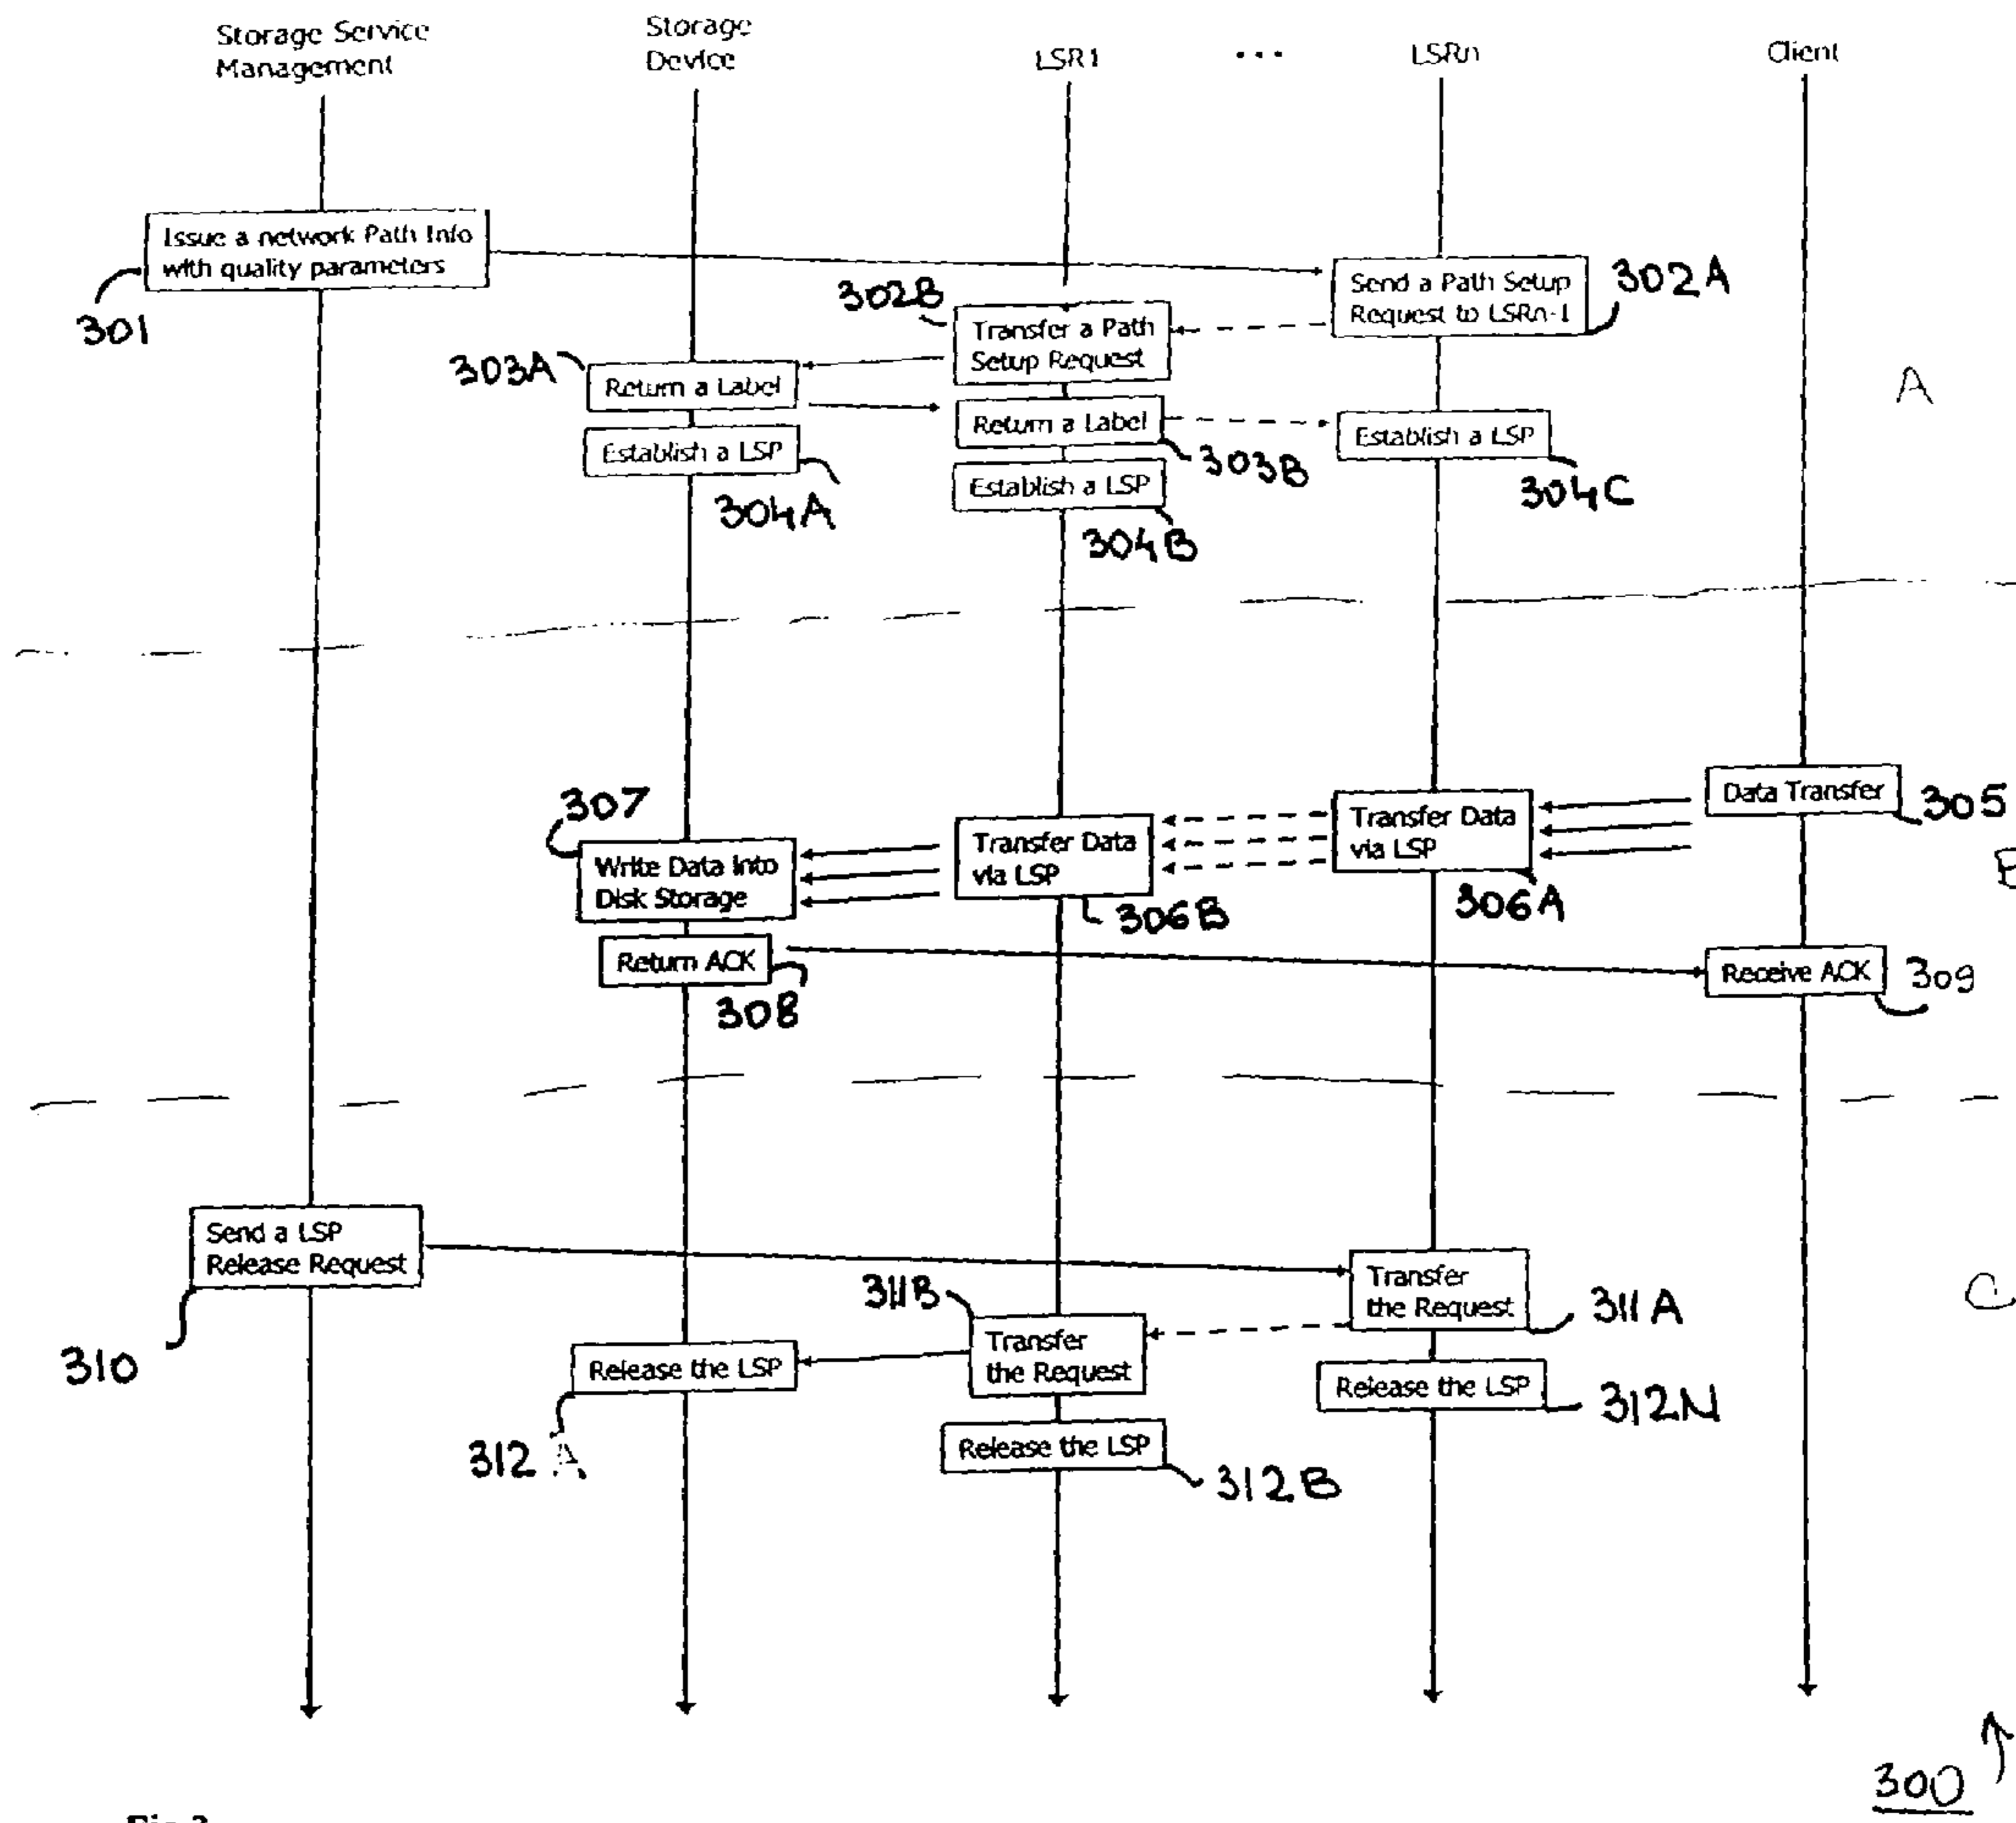 Storage Service
Management
Storage
Device
LSR1
...
LSRn
Client
Issue a network Path Info
with quality parameters
301
Send a Path Setup
Request to LSRn-1
302A
302B
Transfer a Path
Setup Request
303A
Return a Label
Return a Label
303B
Establish a LSP
304A
Establish a LSP
304B
Establish a LSP
304C
A
Data Transfer
305
Transfer Data
via LSP
306A
Transfer Data
via LSP
306B
307
Write Data into
Disk Storage
B
Return ACK
308
Receive ACK
309
Send a LSP
Release Request
310
Transfer
the Request
311A
311B
Transfer
the Request
C
Release the LSP
312A
Release the LSP
312B
Release the LSP
312N
300